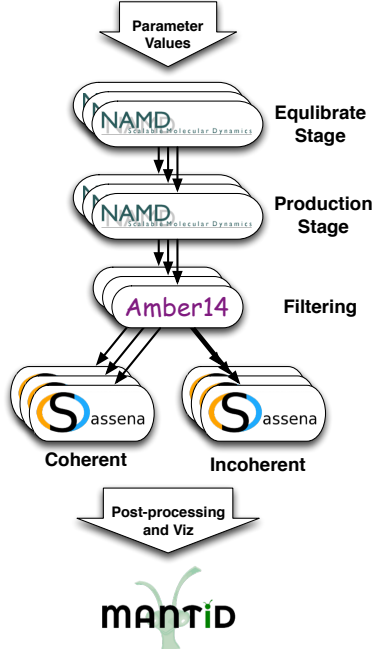 Parameter
Values
NAMD
Scalable Molecular Dynamics
Equlibrate
Stage
NAMD
Scalable Molecular Dynamics
Production
Stage
Amber14
Filtering
Sassena
Sassena
Coherent
Incoherent
Post-processing
and Viz
MANTiD